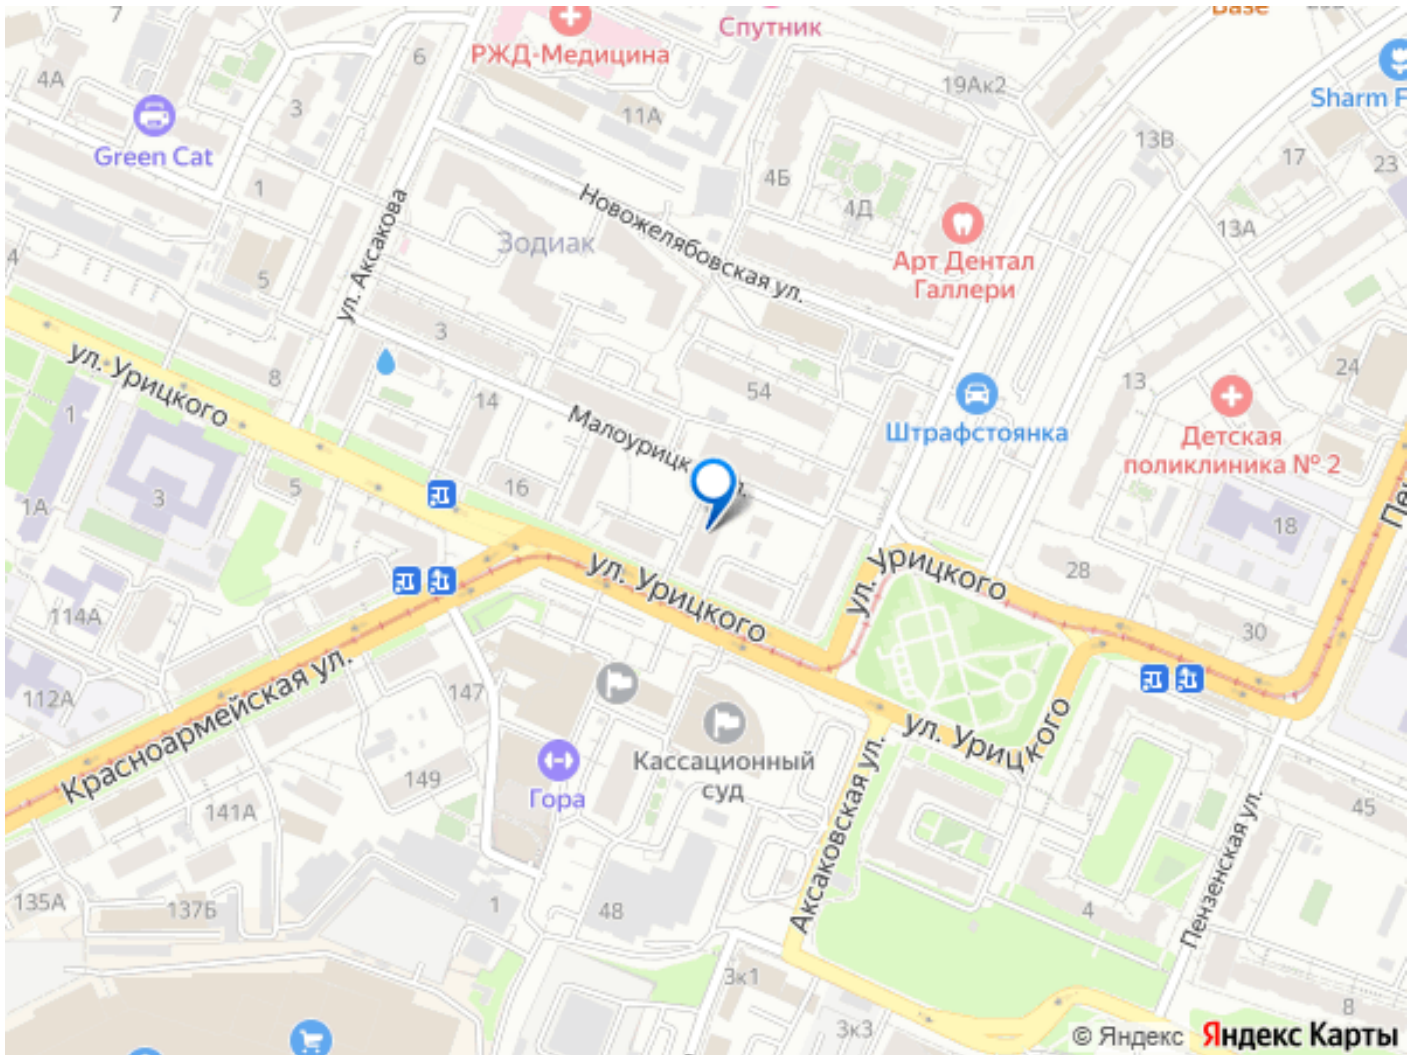 7
Спутник
Base
РЖД-Медицина
6
4А
19Ак2
Sharm F
3
11А
Green Cat
13В
17
23
1
4Б
ул. Аксакова
Новожелябовская ул.
4Д
13А
Зодиак
4
5
Арт Дентал
Галлери
3
24
ул. Урицкого
8
54
13
1
14
Малоурицк
ул.
Штрафстоянка
Детская
поликлиника № 2
3
5
16
1А
18
Пе
ул. Урицкого
ул. Урицкого
28
114А
30
112А
Красноармейская ул.
147
ул. Урицкого
Кассационный
суд
Гора
149
141А
Аксаковская ул.
Пензенская ул.
45
135А
137Б
1
48
4
3к1
3к3
8
© Яндекс Яндекс Карты